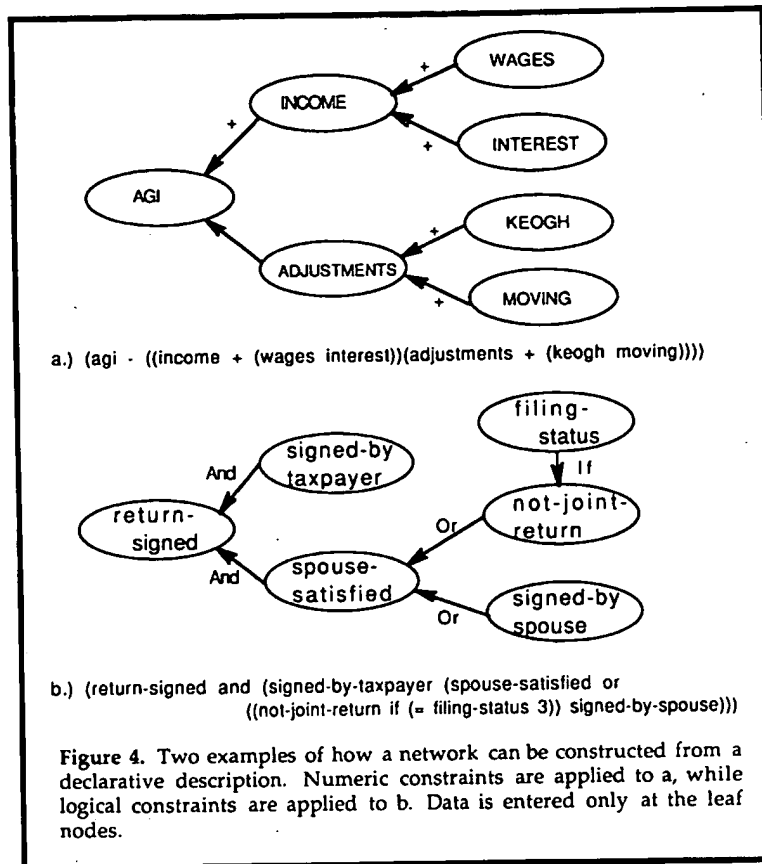 WAGES
+
INCOME
+
+
INTEREST
AGI
KEOGH
+
ADJUSTMENTS
+
MOVING
a.) (agi - ((income + (wages interest))(adjustments + (keogh moving))))
filing-
status
signed-by
taxpayer
And
If
return-
signed
not-joint-
return
Or
And
spouse-
satisfied
Or
signed-by
spouse
b.) (return-signed and (signed-by-taxpayer (spouse-satisfied or
((not-joint-return if (= filing-status 3)) signed-by-spouse)))
Figure 4. Two examples of how a network can be constructed from a
declarative description. Numeric constraints are applied to a, while
logical constraints are applied to b. Data is entered only at the leaf
nodes.